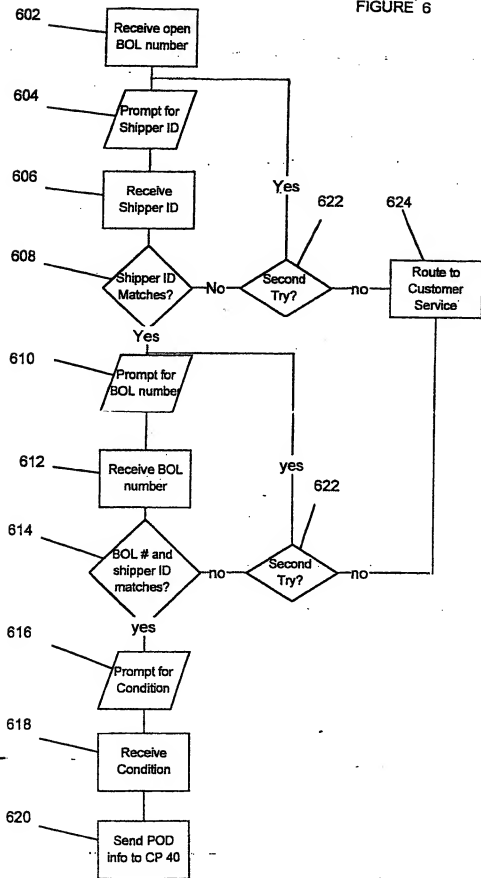 FIGURE 6
602
Receive open
BOL number
604
Prompt for
Shipper ID
606
Receive
Shipper ID
Yes
622
624
608
Shipper ID
Matches?
No
Second
Try?
no
Route to
Customer
Service
Yes
610
Prompt for
BOL number
612
Receive BOL
number
yes
622
614
BOL # and
shipper ID
matches?
no
Second
Try?
no
yes
616
Prompt for
Condition
618
Receive
Condition
620
Send POD
info to CP 40